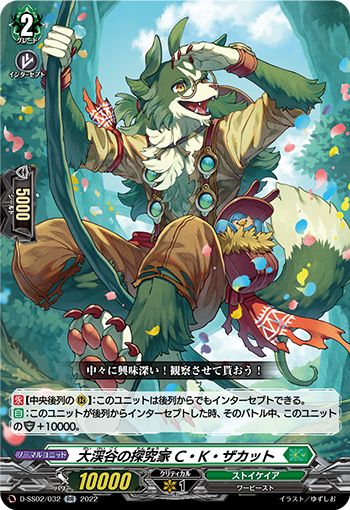 2
グレード
インターセプト
5000
シールド
中々に興味深い！観察させて貰おう！
永：【中央後列の R】：このユニットは後列からでもインターセプトできる。
自：このユニットが後列からインターセプトした時、そのバトル中、このユニットの +10000。
ノーマルユニット
大渓谷の探究家 C・K・ザカット
パワー 10000
クリティカル 1
ストイケイア
ワービースト
D-SS02/032 RR 2022
イラスト/ゆずしお